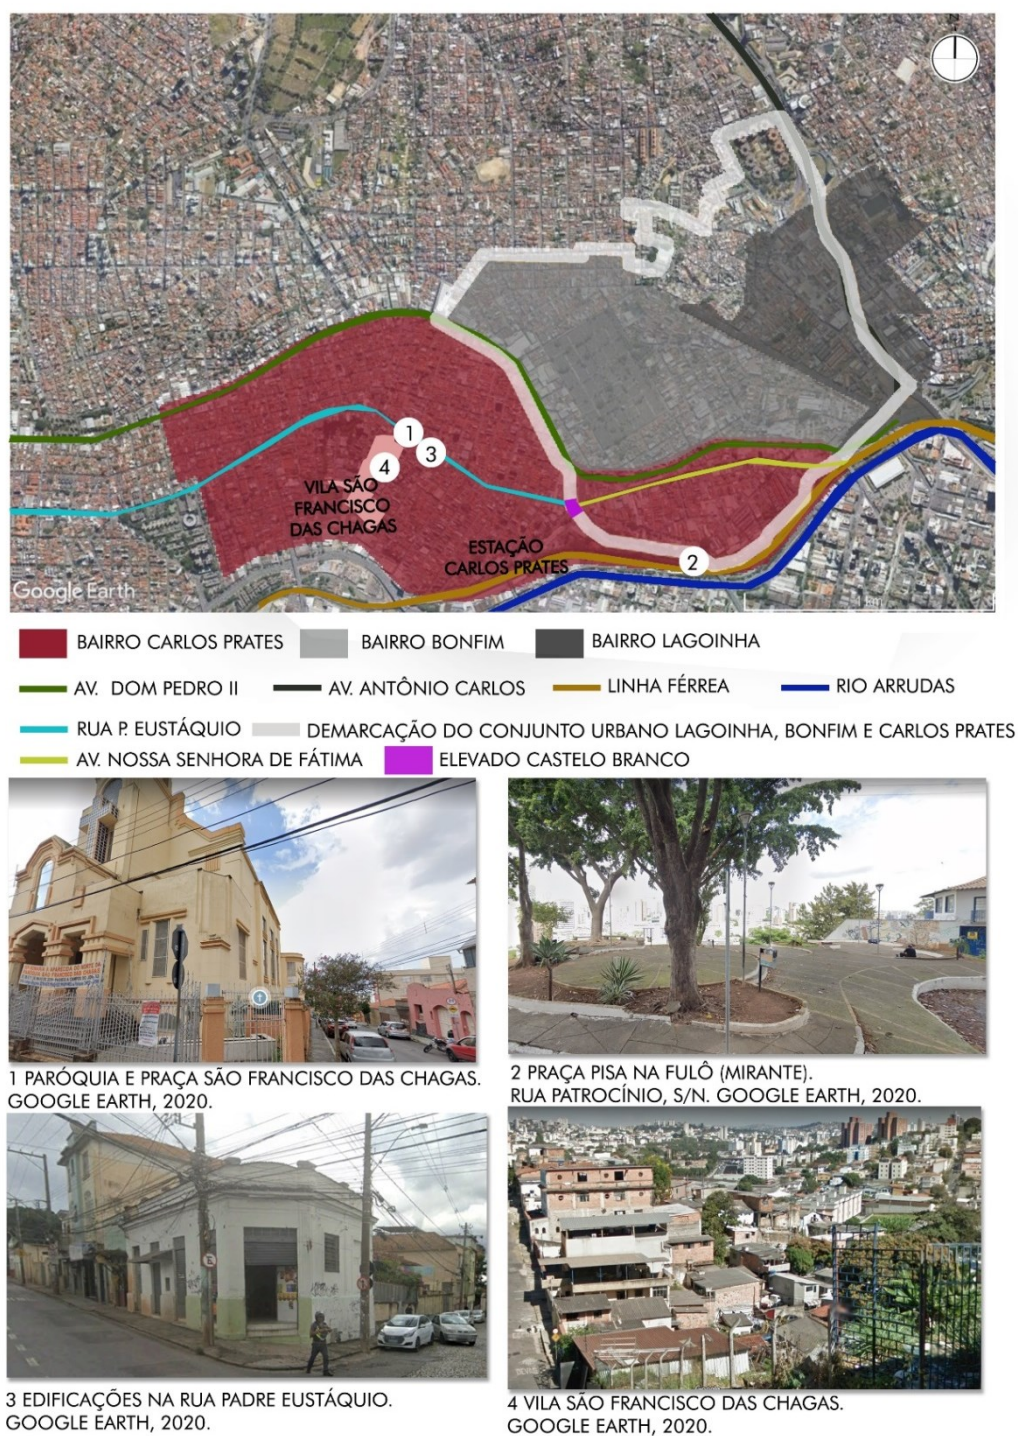 N
1
3
4
VILA SÃO
FRANCISCO
DAS CHAGAS
ESTAÇÃO
CARLOS PRATES
2
Google Earth
BAIRRO CARLOS PRATES
BAIRRO BONFIM
BAIRRO LAGOINHA
AV. DOM PEDRO II
AV. ANTÔNIO CARLOS
LINHA FÉRREA
RIO ARRUDAS
RUA P. EUSTÁQUIO
DEMARCAÇÃO DO CONJUNTO URBANO LAGOINHA, BONFIM E CARLOS PRATES
AV. NOSSA SENHORA DE FÁTIMA
ELEVADO CASTELO BRANCO
1 PARÓQUIA E PRAÇA SÃO FRANCISCO DAS CHAGAS.
GOOGLE EARTH, 2020.
2 PRAÇA PISA NA FULÔ (MIRANTE).
RUA PATROCÍNIO, S/N. GOOGLE EARTH, 2020.
3 EDIFICAÇÕES NA RUA PADRE EUSTÁQUIO.
GOOGLE EARTH, 2020.
4 VILA SÃO FRANCISCO DAS CHAGAS.
GOOGLE EARTH, 2020.